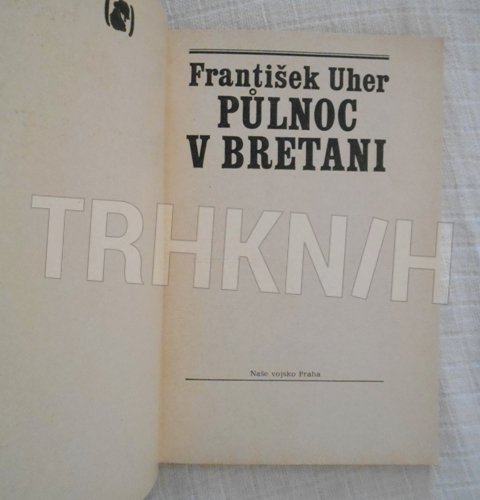 František Uher
PŮLNOC
V BRETANI
TRHKNIH
Naše vojsko Praha